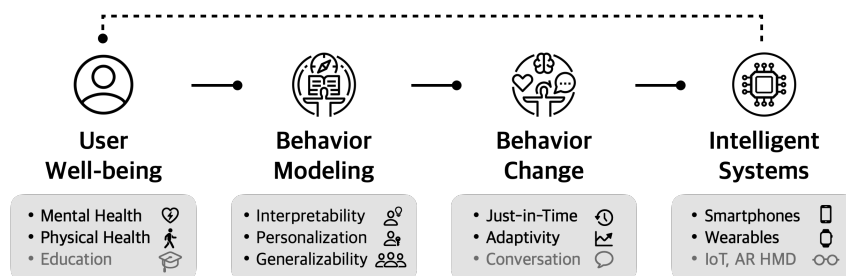 User
Well-being
Behavior
Modeling
Behavior
Change
Intelligent
Systems
• Mental Health
• Physical Health
• Education
• Interpretability
• Personalization
• Generalizability
• Just-in-Time
• Adaptivity
• Conversation
• Smartphones
• Wearables
• IoT, AR HMD